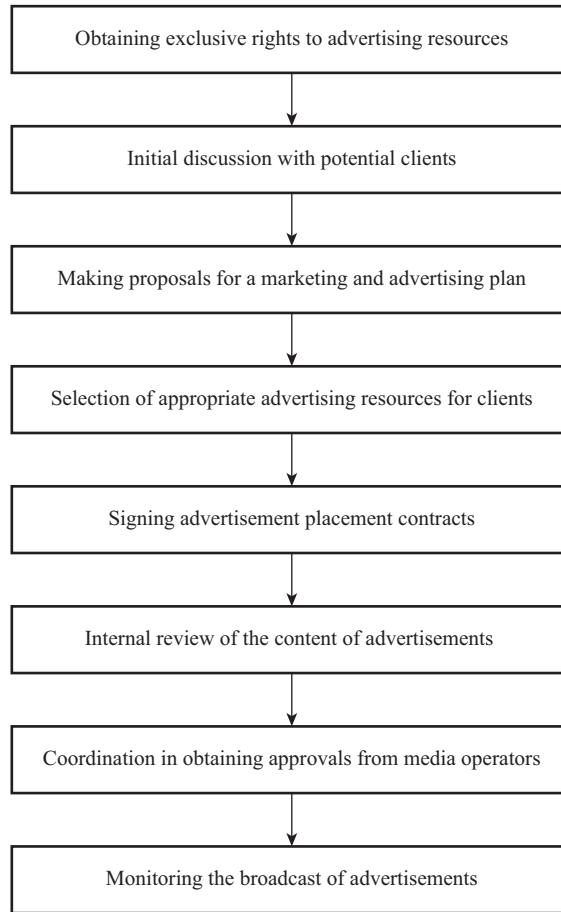 Obtaining exclusive rights to advertising resources
Initial discussion with potential clients
Making proposals for a marketing and advertising plan
Selection of appropriate advertising resources for clients
Signing advertisement placement contracts
Internal review of the content of advertisements
Coordination in obtaining approvals from media operators
Monitoring the broadcast of advertisements